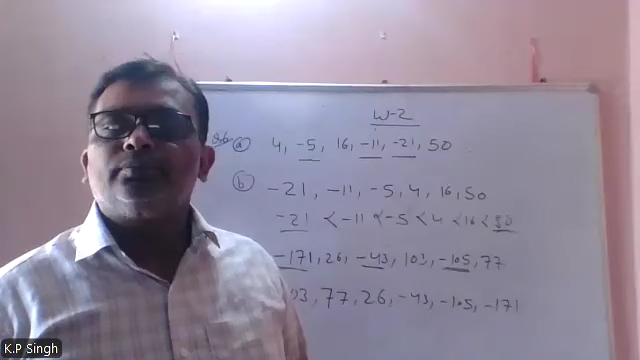 W-2
(a) 4, -5, 16, -11, -21, 50
(b) -21, -11, -5, 4, 16, 50
-21 < -11 < -5 < 4 < 16 < 50
-171, 26, -43, 103, -105, 77
03, 77, 26, -43, -105, -171
K.P Singh